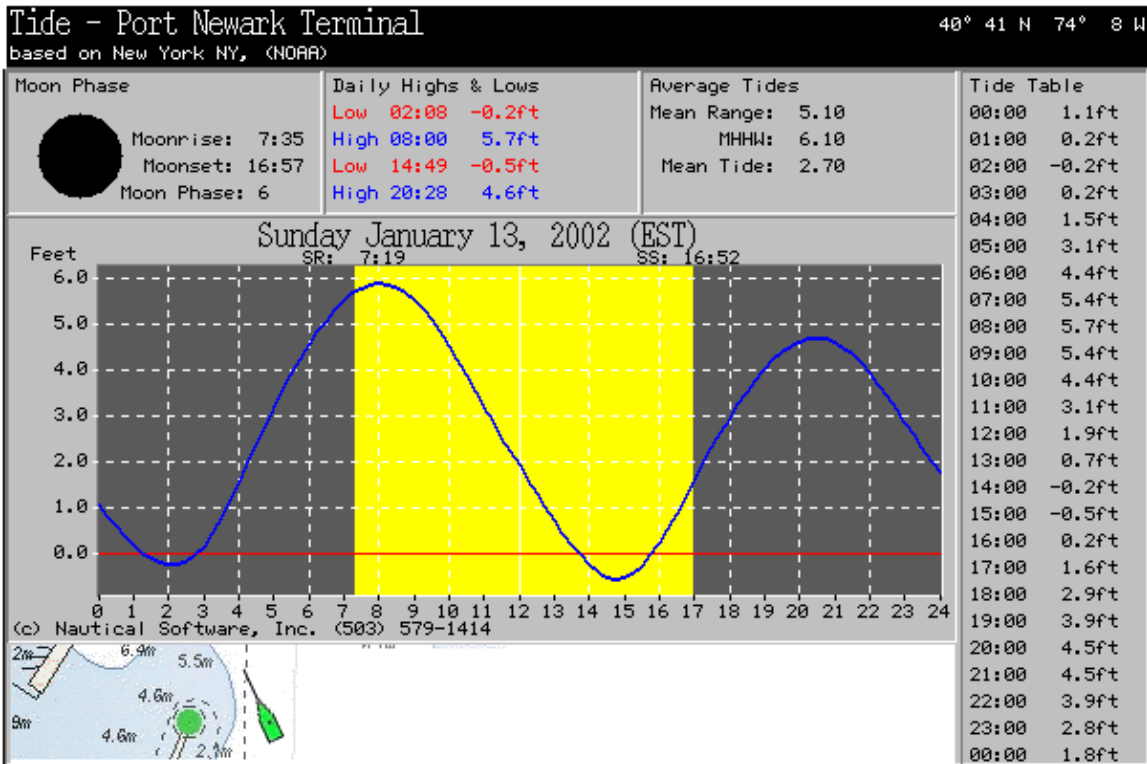 Tide - Port Newark Terminal
40° 41 N 74° 8 W
based on New York NY, (NOAA)
Moon Phase
Moonrise: 7:35
Moonset: 16:57
Moon Phase: 6
Daily Highs & Lows
Low 02:08 -0.2ft
High 08:00 5.7ft
Low 14:49 -0.5ft
High 20:28 4.6ft
Average Tides
Mean Range: 5.10
MHHW: 6.10
Mean Tide: 2.70
Tide Table
00:00 1.1ft
01:00 0.2ft
02:00 -0.2ft
03:00 0.2ft
04:00 1.5ft
05:00 3.1ft
06:00 4.4ft
07:00 5.4ft
08:00 5.7ft
09:00 5.4ft
10:00 4.4ft
11:00 3.1ft
12:00 1.9ft
13:00 0.7ft
14:00 -0.2ft
15:00 -0.5ft
16:00 0.2ft
17:00 1.6ft
18:00 2.9ft
19:00 3.9ft
20:00 4.5ft
21:00 4.5ft
22:00 3.9ft
23:00 2.8ft
00:00 1.8ft
Sunday January 13, 2002 (EST)
Feet
SR: 7:19
SS: 16:52
6.0
5.0
4.0
3.0
2.0
1.0
0.0
0 1 2 3 4 5 6 7 8 9 10 11 12 13 14 15 16 17 18 19 20 21 22 23 24
(c) Nautical Software, Inc. (503) 579-1414
2m
6.4m
5.5m
4.6m
9m
4.6m